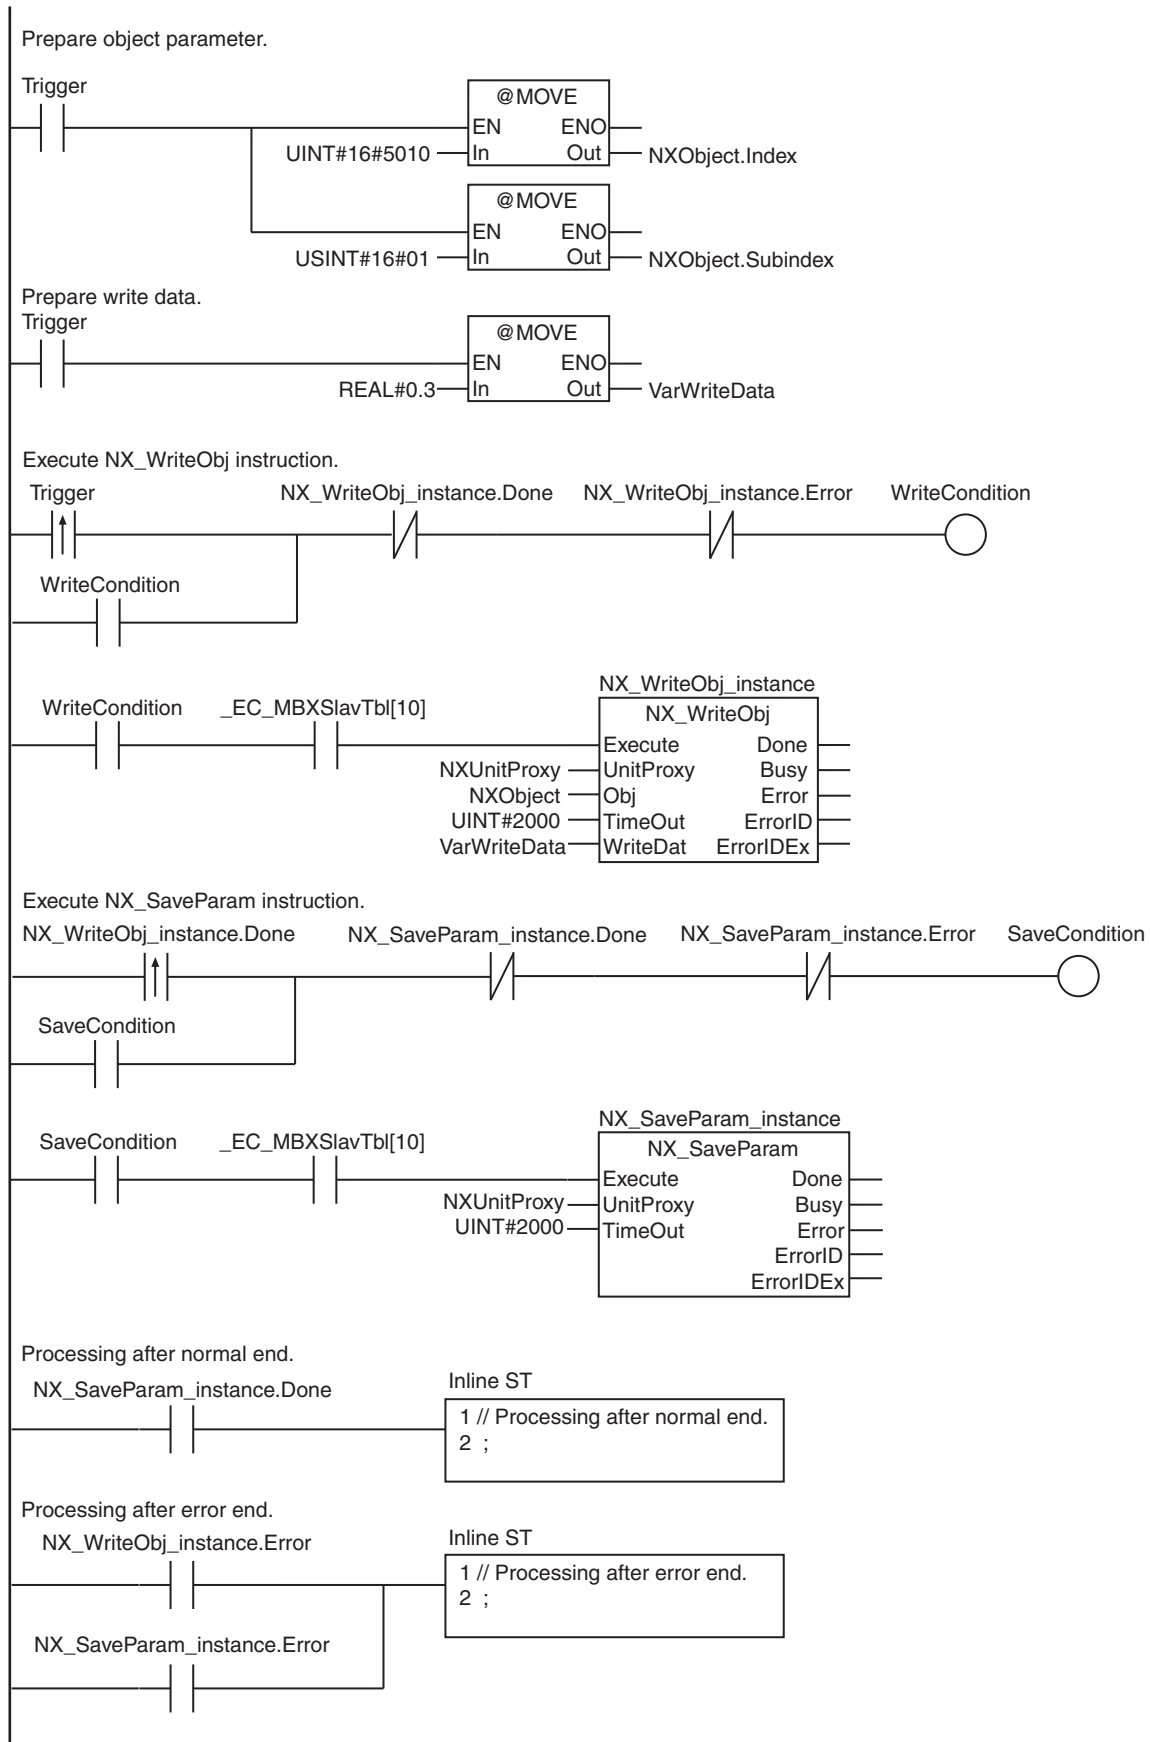 Prepare object parameter.
Trigger
@MOVE
EN ENO
UINT#16#5010 In Out NXObject.Index
@MOVE
EN ENO
USINT#16#01 In Out NXObject.Subindex
Prepare write data.
Trigger
@MOVE
EN ENO
REAL#0.3 In Out VarWriteData
Execute NX_WriteObj instruction.
Trigger NX_WriteObj_instance.Done NX_WriteObj_instance.Error WriteCondition
WriteCondition
NX_WriteObj_instance
WriteCondition _EC_MBXSlavTbl[10] NX_WriteObj
Execute Done
NXUnitProxy UnitProxy Busy
NXObject Obj Error
UINT#2000 TimeOut ErrorID
VarWriteData WriteDat ErrorIDEx
Execute NX_SaveParam instruction.
NX_WriteObj_instance.Done NX_SaveParam_instance.Done NX_SaveParam_instance.Error SaveCondition
SaveCondition
NX_SaveParam_instance
SaveCondition _EC_MBXSlavTbl[10] NX_SaveParam
Execute Done
NXUnitProxy UnitProxy Busy
UINT#2000 TimeOut Error
ErrorID
ErrorIDEx
Processing after normal end.
NX_SaveParam_instance.Done Inline ST
1 // Processing after normal end.
2 ;
Processing after error end.
NX_WriteObj_instance.Error Inline ST
1 // Processing after error end.
2 ;
NX_SaveParam_instance.Error